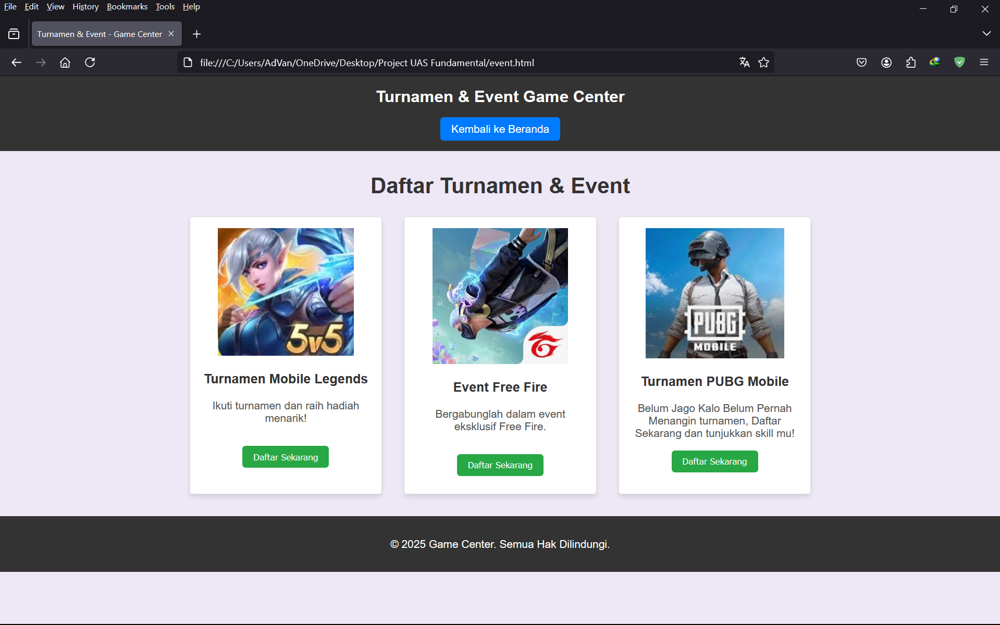 File Edit View History Bookmarks Tools Help
Turnamen & Event - Game Center
file:///C:/Users/AdVan/OneDrive/Desktop/Project UAS Fundamental/event.html
Turnamen & Event Game Center
Kembali ke Beranda
Daftar Turnamen & Event
5v5
PUBG
MOBILE
Turnamen Mobile Legends
Ikuti turnamen dan raih hadiah
menarik!
Daftar Sekarang
Event Free Fire
Bergabunglah dalam event
eksklusif Free Fire.
Daftar Sekarang
Turnamen PUBG Mobile
Belum Jago Kalo Belum Pernah
Menangin turnamen, Daftar
Sekarang dan tunjukkan skill mu!
Daftar Sekarang
© 2025 Game Center. Semua Hak Dilindungi.